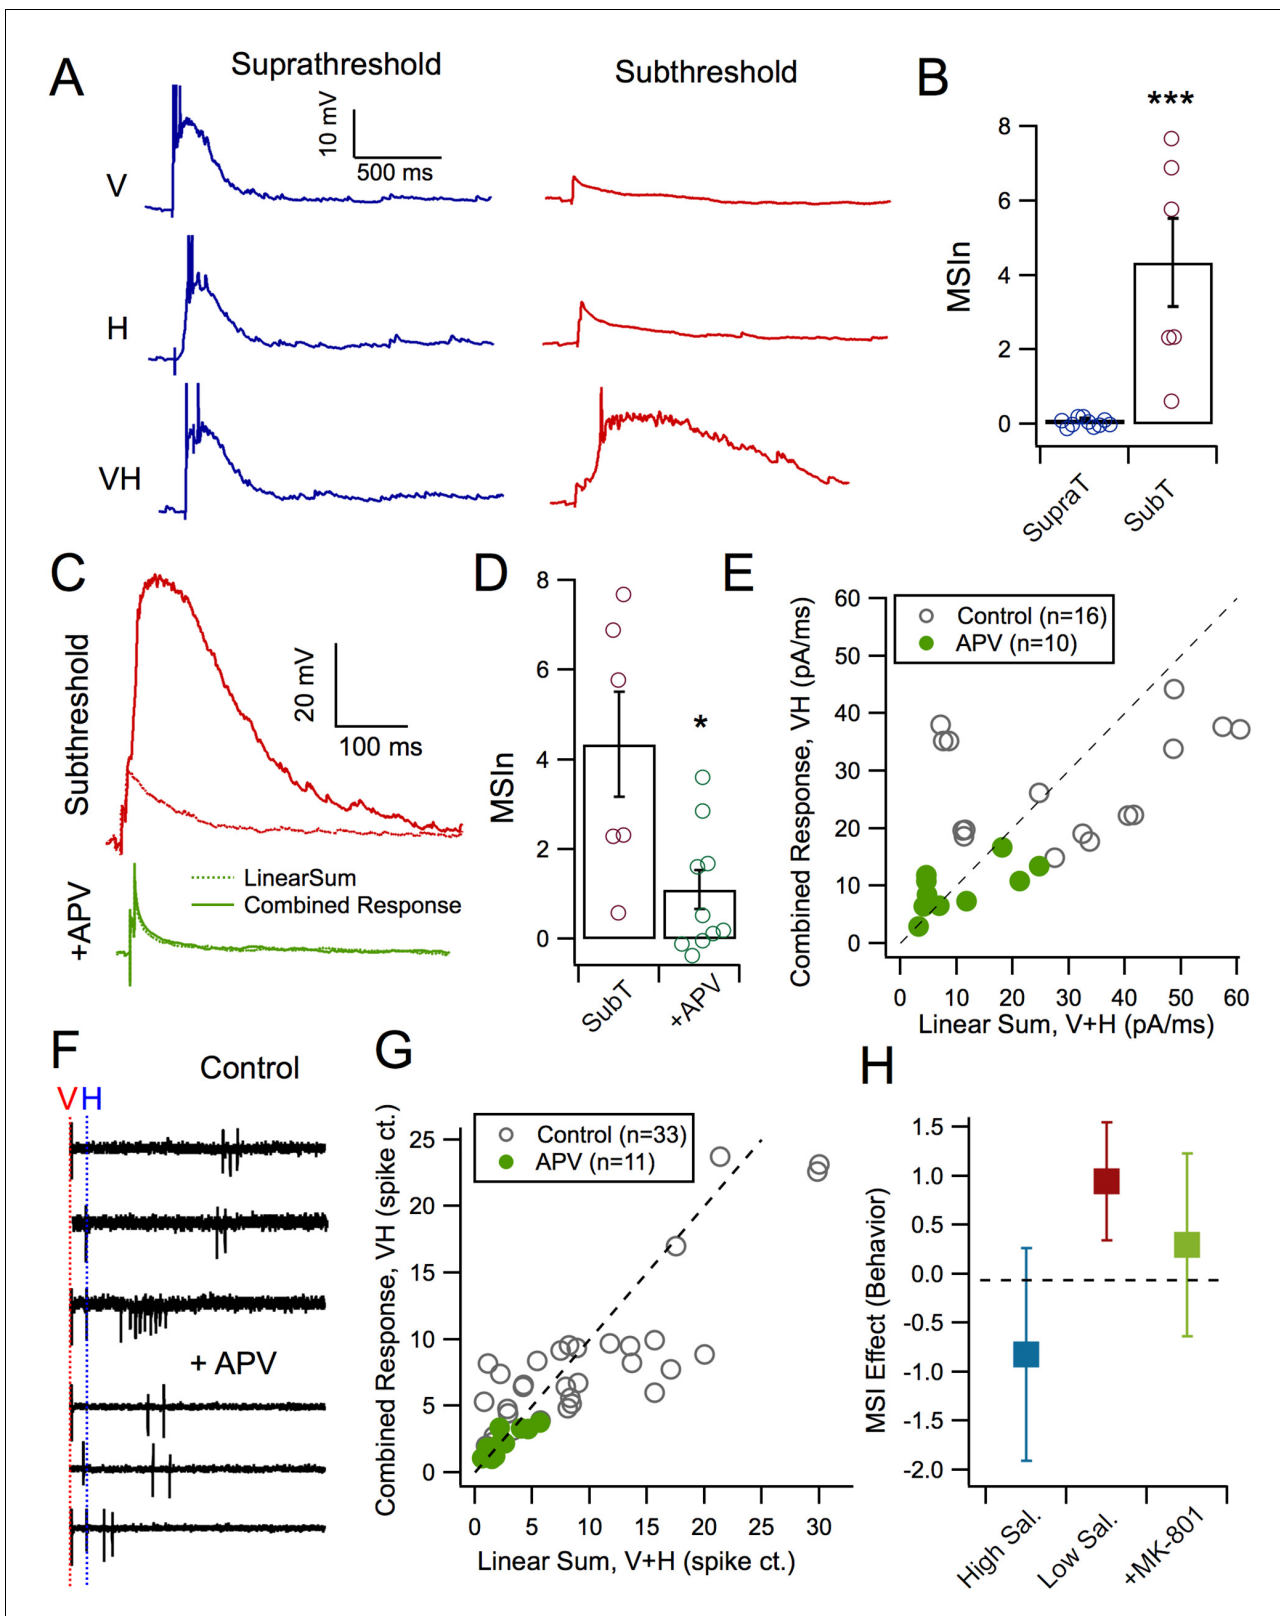 A
Suprathreshold
Subthreshold
10 mV
500 ms
V
H
VH
B
***
MSIn
8
6
4
2
0
SupraT
SubT
C
Subthreshold
20 mV
100 ms
+APV
LinearSum
Combined Response
D
MSIn
8
6
4
2
0
*
SubT
+APV
E
Combined Response, VH (pA/ms)
60
50
40
30
20
10
0
Control (n=16)
APV (n=10)
0 10 20 30 40 50 60
Linear Sum, V+H (pA/ms)
F
Control
V H
+ APV
G
Combined Response, VH (spike ct.)
25
20
15
10
5
0
Control (n=33)
APV (n=11)
0 5 10 15 20 25 30
Linear Sum, V+H (spike ct.)
H
MSI Effect (Behavior)
1.5
1.0
0.5
0.0
-0.5
-1.0
-1.5
-2.0
High Sal.
Low Sal.
+MK-801